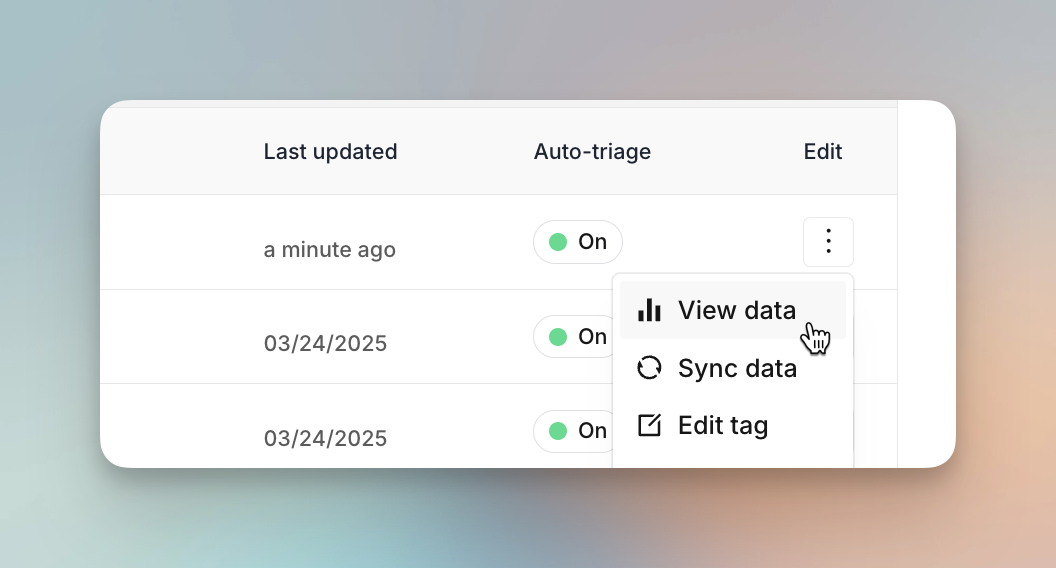 Last updated Auto-triage Edit
a minute ago On
View data
03/24/2025 On
Sync data
Edit tag
03/24/2025 On